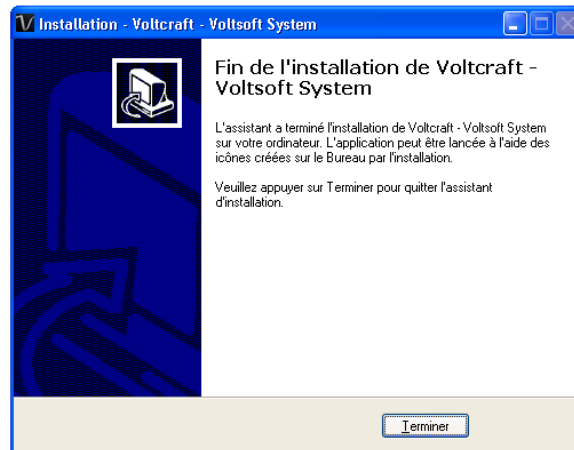 Installation - Voltcraft - Voltsoft System
Fin de l'installation de Voltcraft -
Voltsoft System
L'assistant a terminé l'installation de Voltcraft - Voltsoft System
sur votre ordinateur. L'application peut être lancée à l'aide des
icônes créées sur le Bureau par l'installation.
Veuillez appuyer sur Terminer pour quitter l'assistant
d'installation.
Terminer